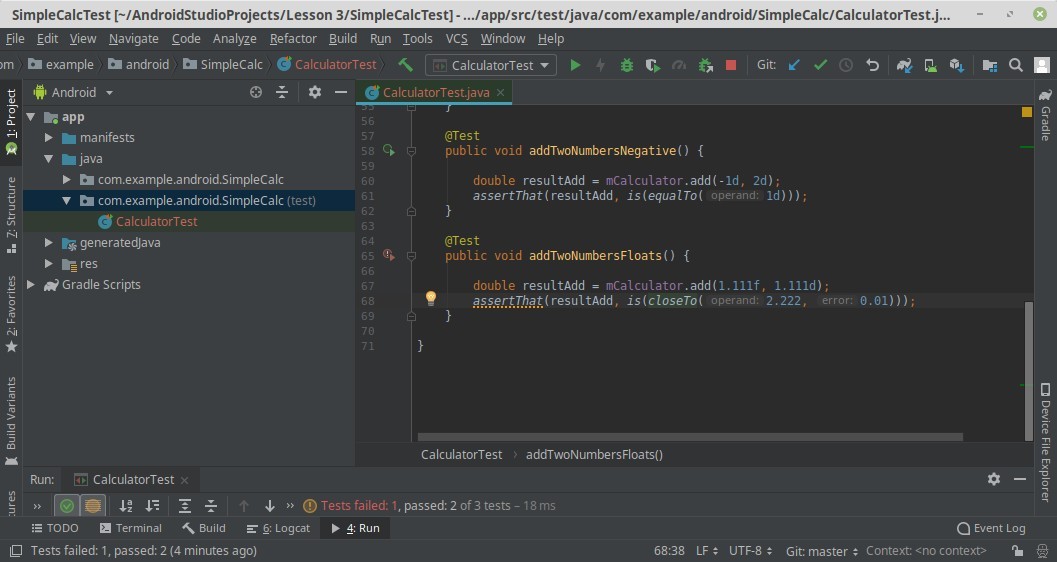 SimpleCalcTest [~/AndroidStudioProjects/Lesson 3/SimpleCalcTest] - .../app/src/test/java/com/example/android/SimpleCalc/CalculatorTest.j...
File Edit View Navigate Code Analyze Refactor Build Run Tools VCS Window Help
om example android SimpleCalc CalculatorTest CalculatorTest Git:
1: Project
7: Structure
2: Favorites
Build Variants
ures
Android
app
manifests
java
com.example.android.SimpleCalc
com.example.android.SimpleCalc (test)
CalculatorTest
generatedJava
res
Gradle Scripts
CalculatorTest.java
55 }
56
57 @Test
58 public void addTwoNumbersNegative() {
59
60 double resultAdd = mCalculator.add(-1d, 2d);
61 assertThat(resultAdd, is(equalTo( operand: 1d)));
62 }
63
64 @Test
65 public void addTwoNumbersFloats() {
66
67 double resultAdd = mCalculator.add(1.111f, 1.111d);
68 assertThat(resultAdd, is(closeTo( operand: 2.222, error: 0.01)));
69 }
70
71 }
CalculatorTest addTwoNumbersFloats()
Gradle
Device File Explorer
Run: CalculatorTest
Tests failed: 1, passed: 2 of 3 tests – 18 ms
TODO Terminal Build 6: Logcat 4: Run Event Log
Tests failed: 1, passed: 2 (4 minutes ago) 68:38 LF UTF-8 Git: master Context: <no context>